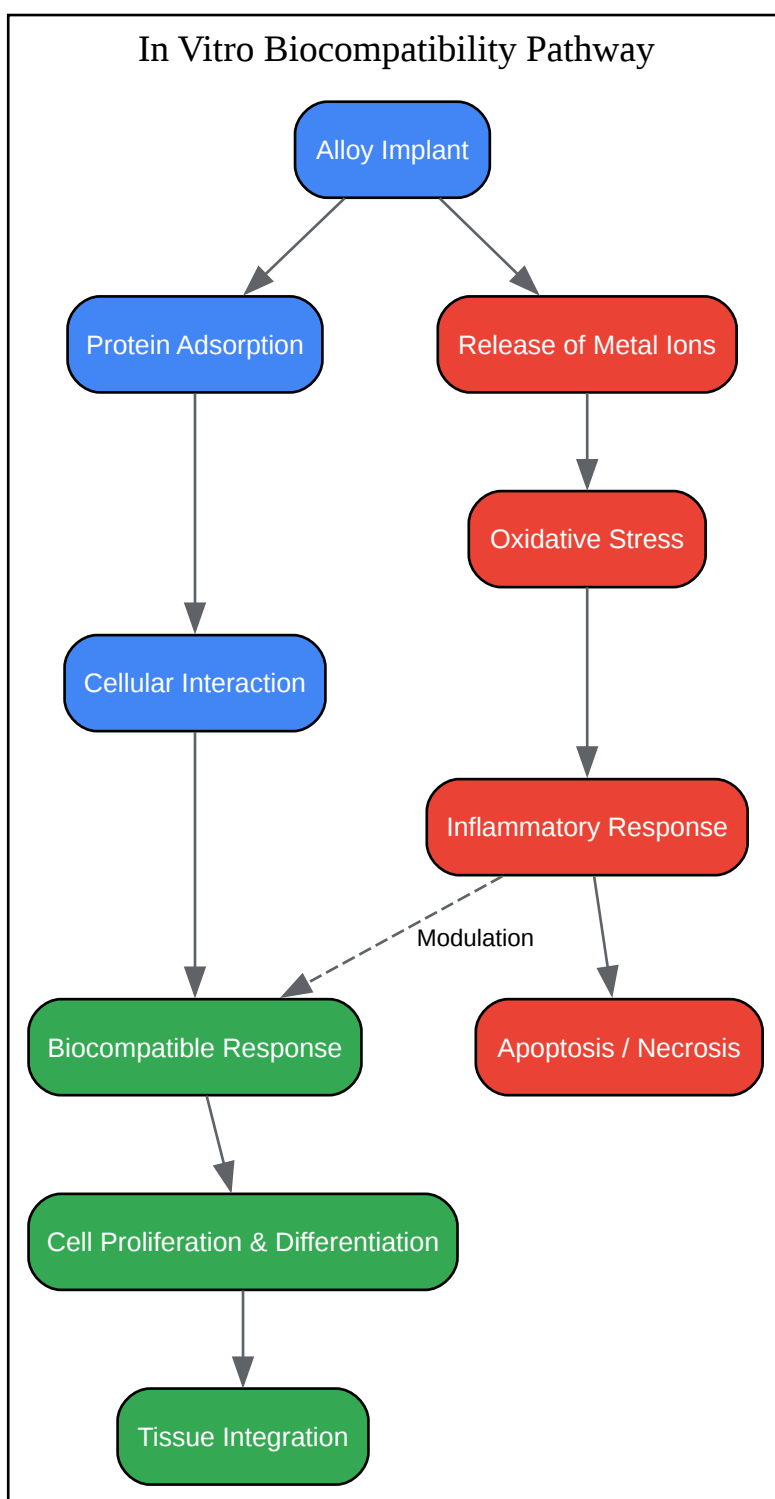 In Vitro Biocompatibility Pathway
Alloy Implant
Protein Adsorption
Release of Metal Ions
Oxidative Stress
Cellular Interaction
Inflammatory Response
Modulation
Biocompatible Response
Apoptosis / Necrosis
Cell Proliferation & Differentiation
Tissue Integration